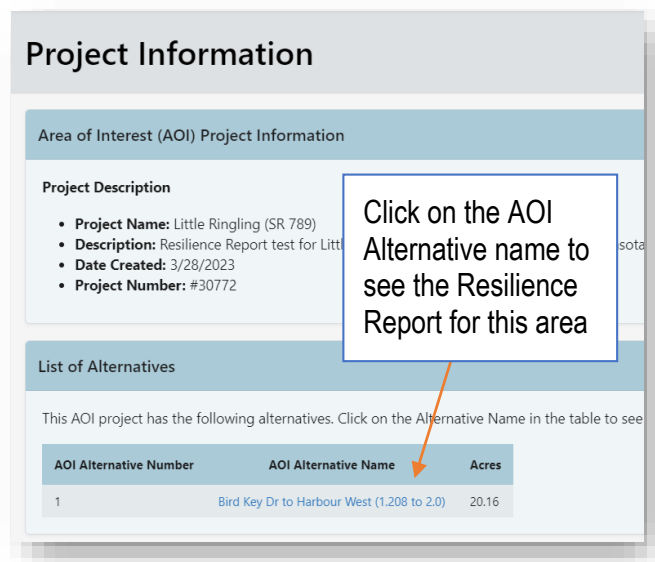 Project Information
Area of Interest (AOI) Project Information
Project Description
• Project Name: Little Ringling (SR 789)
• Description: Resilience Report test for Littl
• Date Created: 3/28/2023
• Project Number: #30772
Click on the AOI
Alternative name to
see the Resilience
Report for this area
List of Alternatives
This AOI project has the following alternatives. Click on the Alternative Name in the table to see
AOI Alternative Number AOI Alternative Name Acres
1 Bird Key Dr to Harbour West (1.208 to 2.0) 20.16